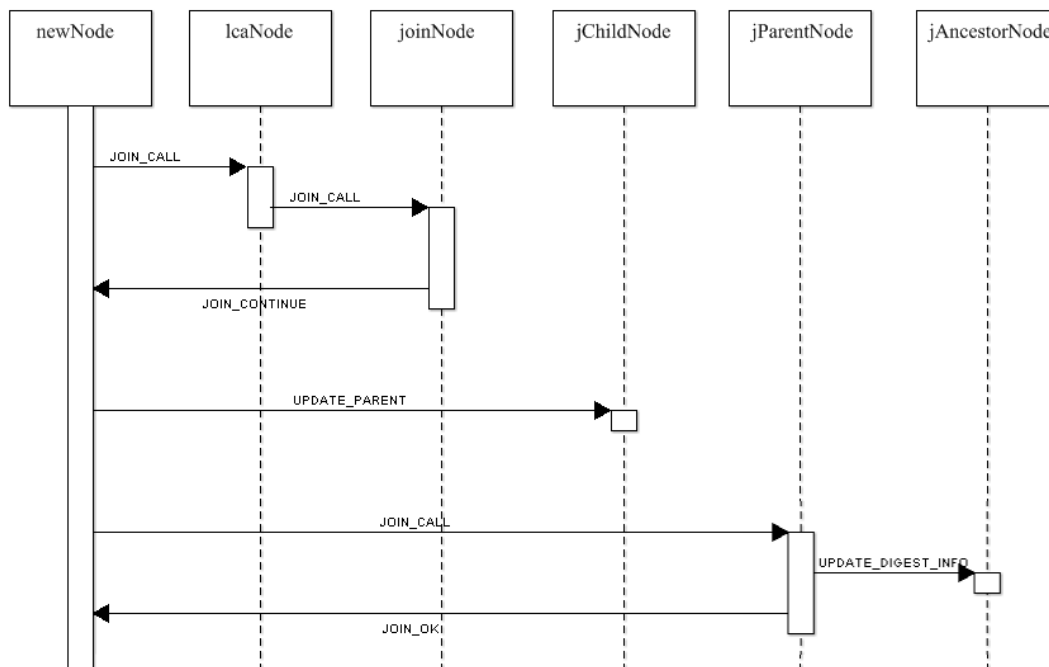 newNode
lcaNode
joinNode
jChildNode
jParentNode
jAncestorNode
JOIN_CALL
JOIN_CALL
JOIN_CONTINUE
UPDATE_PARENT
JOIN_CALL
UPDATE_DIGEST_INFO
JOIN_OK